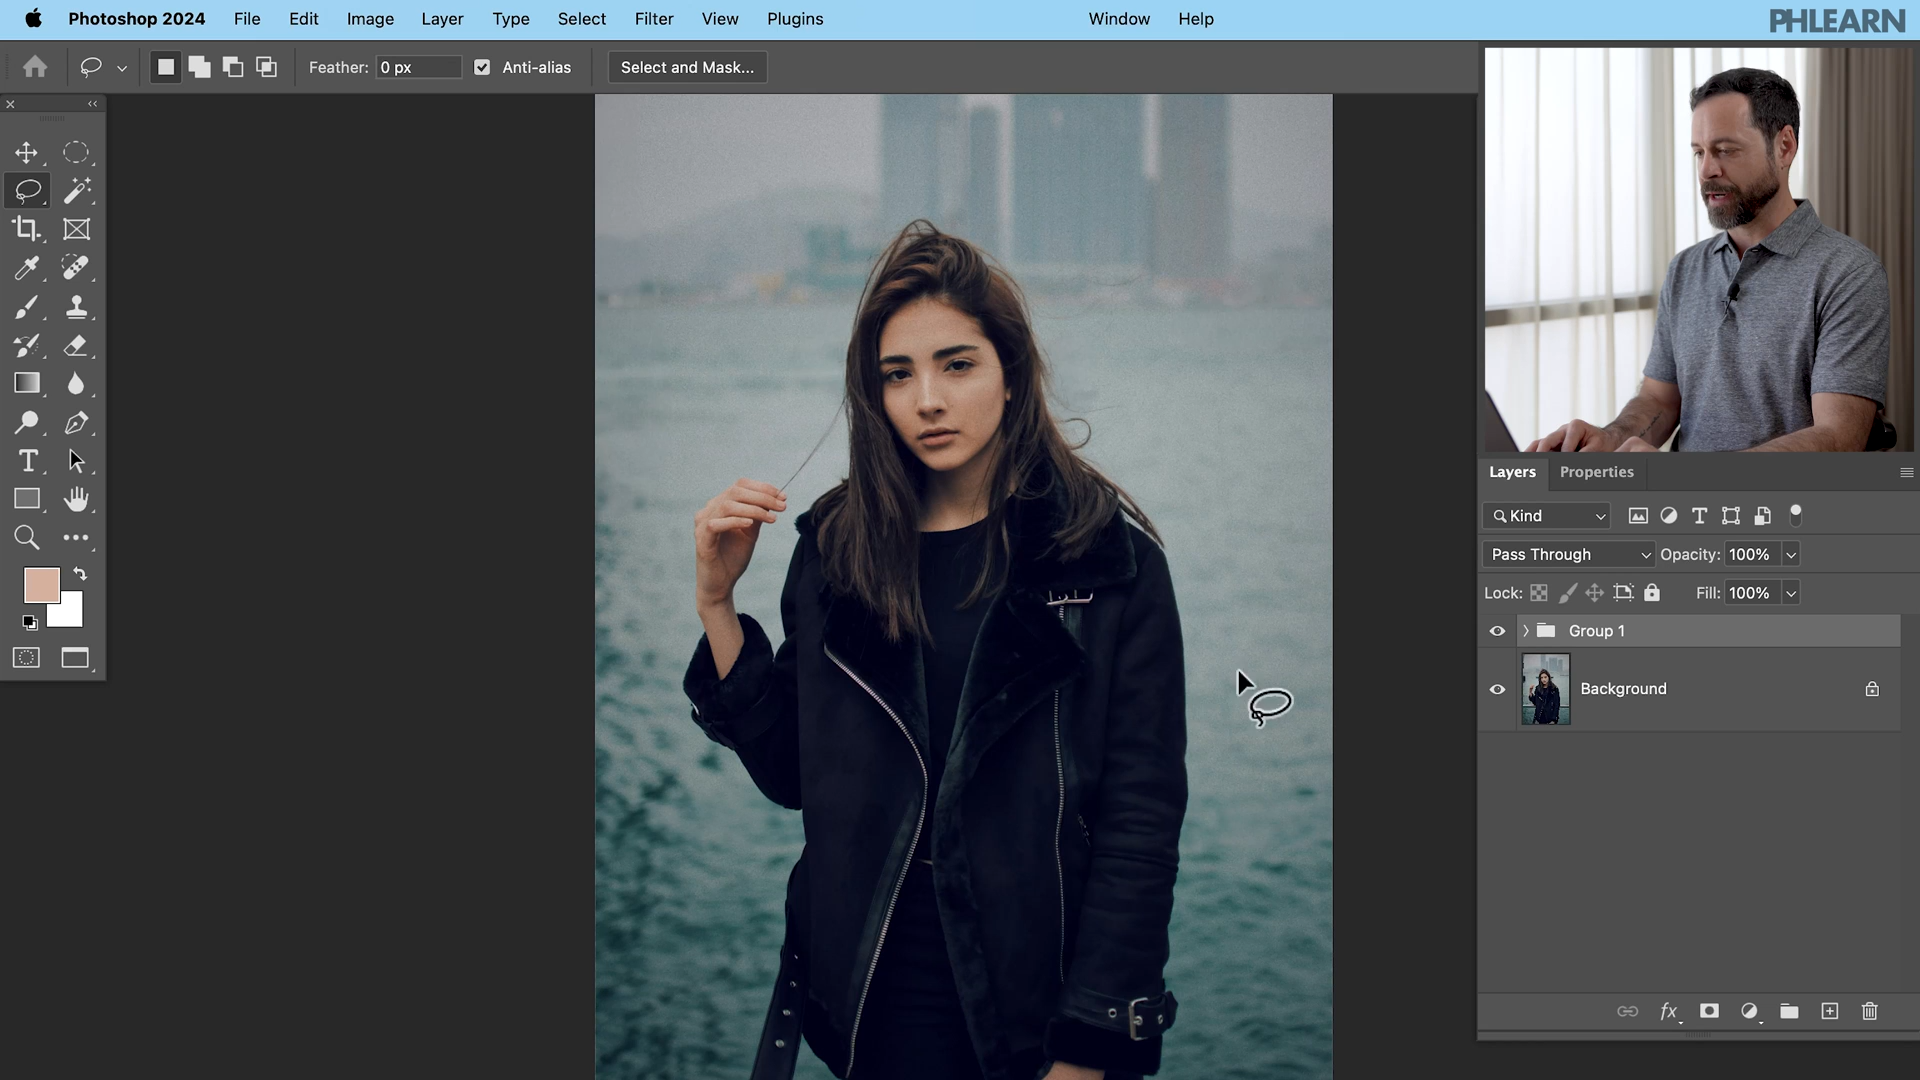 Photoshop 2024 File Edit Image Layer Type Select Filter View Plugins Window Help
PHLEARN
Feather: 0 px Anti-alias Select and Mask...
Layers Properties
Kind
Pass Through Opacity: 100%
Lock: Fill: 100%
Group 1
Background